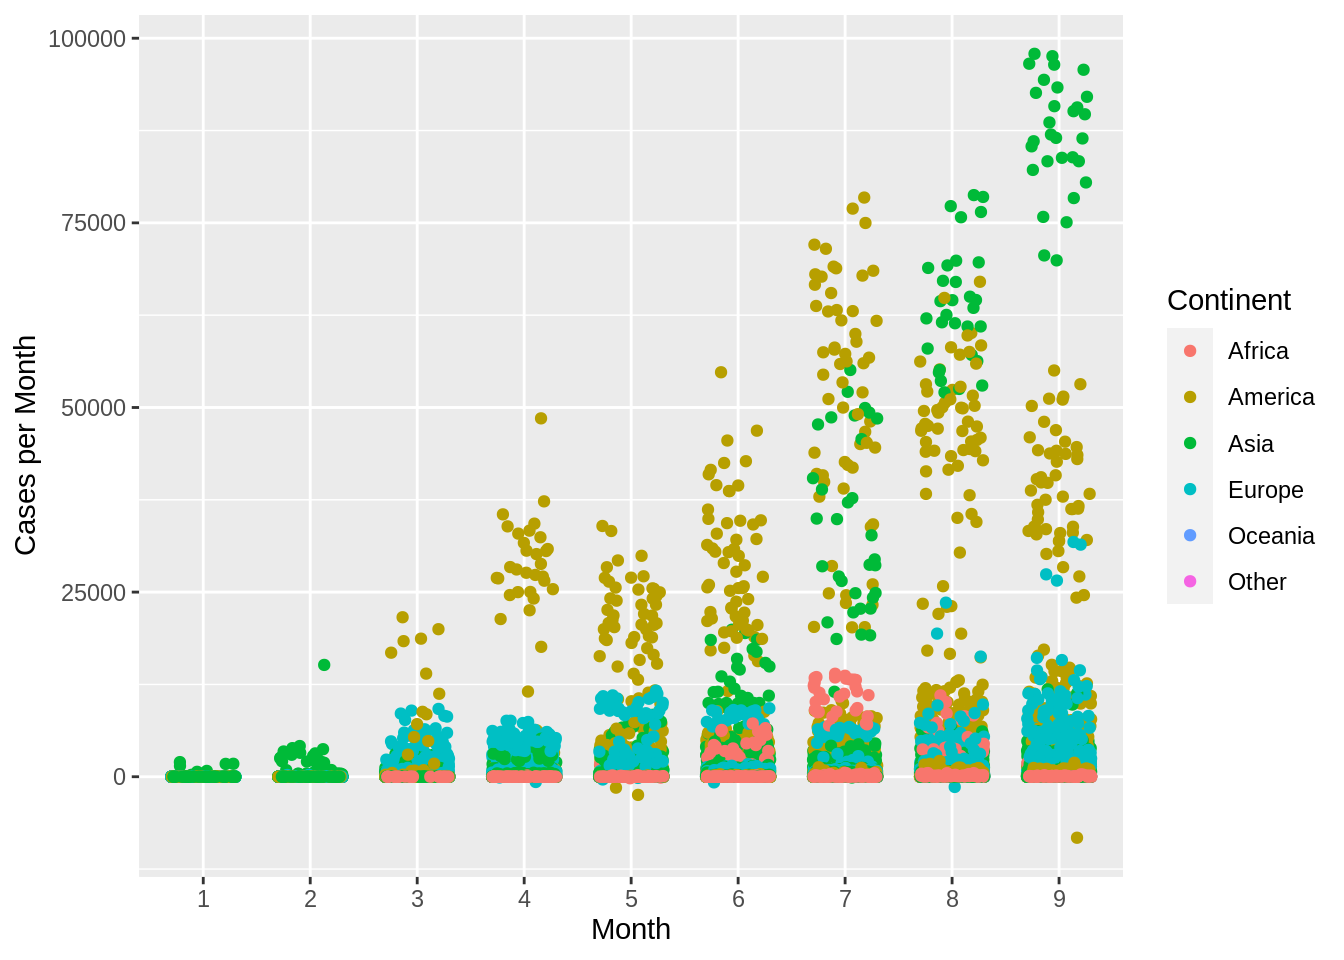 100000
75000
50000
25000
0
Cases per Month
1 2 3 4 5 6 7 8 9
Month
Continent
Africa
America
Asia
Europe
Oceania
Other